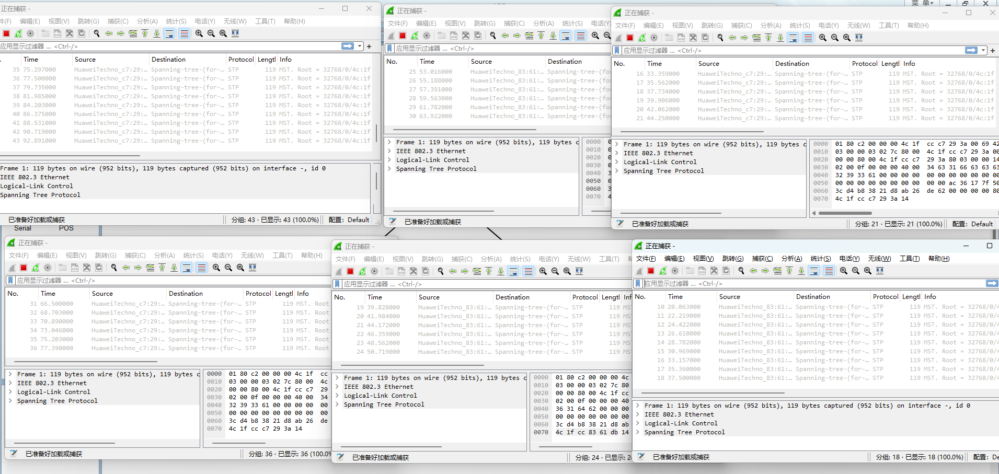 菜 单
正在捕获 -
件(F) 编辑(E) 视图(V) 跳转(G) 捕获(C) 分析(A) 统计(S) 电话(Y) 无线(W) 工具(T) 帮助(H)
应用显示过滤器 … <Ctrl-/>
Time Source Destination Protocol Lengtl Info
35 75.297000 HuaweiTechno_c7:29:… Spanning-tree-(for-… STP 119 MST. Root = 32768/0/4c:1f
36 77.500000 HuaweiTechno_c7:29:… Spanning-tree-(for-… STP 119 MST. Root = 32768/0/4c:1f
37 79.735000 HuaweiTechno_c7:29:… Spanning-tree-(for-… STP 119 MST. Root = 32768/0/4c:1f
38 81.985000 HuaweiTechno_c7:29:… Spanning-tree-(for-… STP 119 MST. Root = 32768/0/4c:1f
39 84.203000 HuaweiTechno_c7:29:… Spanning-tree-(for-… STP 119 MST. Root = 32768/0/4c:1f
40 86.375000 HuaweiTechno_c7:29:… Spanning-tree-(for-… STP 119 MST. Root = 32768/0/4c:1f
41 88.531000 HuaweiTechno_c7:29:… Spanning-tree-(for-… STP 119 MST. Root = 32768/0/4c:1f
42 90.719000 HuaweiTechno_c7:29:… Spanning-tree-(for-… STP 119 MST. Root = 32768/0/4c:1f
43 92.891000 HuaweiTechno_c7:29:… Spanning-tree-(for-… STP 119 MST. Root = 32768/0/4c:1f
Frame 1: 119 bytes on wire (952 bits), 119 bytes captured (952 bits) on interface -, id 0
IEEE 802.3 Ethernet
Logical-Link Control
Spanning Tree Protocol
已准备好加载或捕获 分组: 43 · 已显示: 43 (100.0%) 配置: Default
Serial POS
正在捕获 -
文件(F) 编辑(E) 视图(V) 跳转(G) 捕获(C) 分析(A) 统计(S) 电话(Y)
应用显示过滤器 … <Ctrl-/>
No. Time Source Destination
25 53.016000 HuaweiTechno_83:61:… Spanning-tree-(for-…
26 55.188000 HuaweiTechno_83:61:… Spanning-tree-(for-…
27 57.391000 HuaweiTechno_83:61:… Spanning-tree-(for-…
28 59.563000 HuaweiTechno_83:61:… Spanning-tree-(for-…
29 61.782000 HuaweiTechno_83:61:… Spanning-tree-(for-…
30 63.922000 HuaweiTechno_83:61:… Spanning-tree-(for-…
Frame 1: 119 bytes on wire (952 bits), 119 bytes c
IEEE 802.3 Ethernet
Logical-Link Control
Spanning Tree Protocol
0000
0010
0020
0030
0040 3
0050
0060 3
0070 4
已准备好加载或捕获
正在捕获 -
文件(F) 编辑(E) 视图(V) 跳转(G) 捕获(C) 分析(A) 统计(S) 电话(Y) 无线(W) 工具(T) 帮助(H)
应用显示过滤器 … <Ctrl-/>
No. Time Source Destination Protocol Lengtl Info
16 33.359000 HuaweiTechno_c7:29:… Spanning-tree-(for-… STP 119 MST. Root = 32768/0/4c:1f
17 35.562000 HuaweiTechno_c7:29:… Spanning-tree-(for-… STP 119 MST. Root = 32768/0/4c:1f
18 37.734000 HuaweiTechno_c7:29:… Spanning-tree-(for-… STP 119 MST. Root = 32768/0/4c:1f
19 39.906000 HuaweiTechno_c7:29:… Spanning-tree-(for-… STP 119 MST. Root = 32768/0/4c:1f
20 42.062000 HuaweiTechno_c7:29:… Spanning-tree-(for-… STP 119 MST. Root = 32768/0/4c:1f
21 44.250000 HuaweiTechno_c7:29:… Spanning-tree-(for-… STP 119 MST. Root = 32768/0/4c:1f
Frame 1: 119 bytes on wire (952 bits), 119 bytes c
IEEE 802.3 Ethernet
Logical-Link Control
Spanning Tree Protocol
0000 01 80 c2 00 00 00 4c 1f cc c7 29 3a 00 69 42
0010 03 00 00 03 02 7c 80 00 4c 1f cc c7 29 3a 00
0020 00 00 80 00 4c 1f cc c7 29 3a 80 03 00 00 14
0030 02 00 0f 00 00 00 40 00 34 63 31 66 63 63 63
0040 32 39 33 61 00 00 00 00 00 00 00 00 00 00 00
0050 00 00 00 00 00 00 00 00 00 00 ac 36 17 7f 50
0060 3c d4 b8 38 21 d8 ab 26 de 62 00 00 00 00 80
0070 4c 1f cc c7 29 3a 14
已准备好加载或捕获 分组: 21 · 已显示: 21 (100.0%) 配置: Default
正在捕获 -
文件(F) 编辑(E) 视图(V) 跳转(G) 捕获(C) 分析(A) 统计(S) 电话(Y) 无线(W) 工具(T) 帮助(H)
应用显示过滤器 … <Ctrl-/>
No. Time Source Destination Protocol Lengtl Info
31 66.500000 HuaweiTechno_c7:29:… Spanning-tree-(for-… STP 119 MST. Root
32 68.703000 HuaweiTechno_c7:29:… Spanning-tree-(for-… STP 119 MST. Root
33 70.890000 HuaweiTechno_c7:29:… Spanning-tree-(for-… STP 119 MST. Root
34 73.046000 HuaweiTechno_c7:29:… Spanning-tree-(for-… STP 119 MST. Root
35 75.203000 HuaweiTechno_c7:29:… Spanning-tree-(for-… STP 119 MST. Root
36 77.390000 HuaweiTechno_c7:29:… Spanning-tree-(for-… STP 119 MST. Root
Frame 1: 119 bytes on wire (952 bits), 119 bytes c
IEEE 802.3 Ethernet
Logical-Link Control
Spanning Tree Protocol
0000 01 80 c2 00 00 00 4c 1f cc
0010 03 00 00 03 02 7c 80 00 4c
0020 00 00 80 00 4c 1f cc c7 29
0030 02 00 0f 00 00 00 40 00 34
0040 32 39 33 61 00 00 00 00 00
0050 00 00 00 00 00 00 00 00 00
0060 3c d4 b8 38 21 d8 ab 26 de
0070 4c 1f cc c7 29 3a 14
已准备好加载或捕获 分组: 36 · 已显示: 36 (100.0%
正在捕获 -
文件(F) 编辑(E) 视图(V) 跳转(G) 捕获(C) 分析(A) 统计(S) 电话(Y) 无线(W) 工具(T)
应用显示过滤器 … <Ctrl-/>
No. Time Source Destination Protocol Lengtl Inf
19 39.828000 HuaweiTechno_83:61:… Spanning-tree-(for-… STP 119 MS
20 41.984000 HuaweiTechno_83:61:… Spanning-tree-(for-… STP 119 MS
21 44.172000 HuaweiTechno_83:61:… Spanning-tree-(for-… STP 119 MS
22 46.359000 HuaweiTechno_83:61:… Spanning-tree-(for-… STP 119 MS
23 48.562000 HuaweiTechno_83:61:… Spanning-tree-(for-… STP 119 MS
24 50.719000 HuaweiTechno_83:61:… Spanning-tree-(for-… STP 119 MS
Frame 1: 119 bytes on wire (952 bits), 119 bytes c
IEEE 802.3 Ethernet
Logical-Link Control
Spanning Tree Protocol
0000 01 80 c2 00 00 00 4c
0010 03 00 00 03 02 7c 80
0020 00 00 80 00 4c 1f cc
0030 02 00 0f 00 00 00 40
0040 36 31 64 62 00 00 00
0050 00 00 00 00 00 00 00
0060 3c d4 b8 38 21 d8 ab
0070 4c 1f cc 83 61 db 14
已准备好加载或捕获 分组: 24 · 已显示: 24
正在捕获 -
文件(F) 编辑(E) 视图(V) 跳转(G) 捕获(C) 分析(A) 统计(S) 电话(Y) 无线(W) 工具(T) 帮助(H)
应用显示过滤器 … <Ctrl-/>
No. Time Source Destination Protocol Lengtl Info
10 20.063000 HuaweiTechno_83:61:… Spanning-tree-(for-… STP 119 MST. Root = 32768/0/4
11 22.219000 HuaweiTechno_83:61:… Spanning-tree-(for-… STP 119 MST. Root = 32768/0/4
12 24.422000 HuaweiTechno_83:61:… Spanning-tree-(for-… STP 119 MST. Root = 32768/0/4
13 26.610000 HuaweiTechno_83:61:… Spanning-tree-(for-… STP 119 MST. Root = 32768/0/4
14 28.782000 HuaweiTechno_83:61:… Spanning-tree-(for-… STP 119 MST. Root = 32768/0/4
15 30.969000 HuaweiTechno_83:61:… Spanning-tree-(for-… STP 119 MST. Root = 32768/0/4
16 33.157000 HuaweiTechno_83:61:… Spanning-tree-(for-… STP 119 MST. Root = 32768/0/4
17 35.360000 HuaweiTechno_83:61:… Spanning-tree-(for-… STP 119 MST. Root = 32768/0/4
18 37.500000 HuaweiTechno_83:61:… Spanning-tree-(for-… STP 119 MST. Root = 32768/0/4
Frame 1: 119 bytes on wire (952 bits), 119 bytes captured (952 bits) on interface -, id 0
IEEE 802.3 Ethernet
Logical-Link Control
Spanning Tree Protocol
已准备好加载或捕获 分组: 18 · 已显示: 18 (100.0%) 配置: De